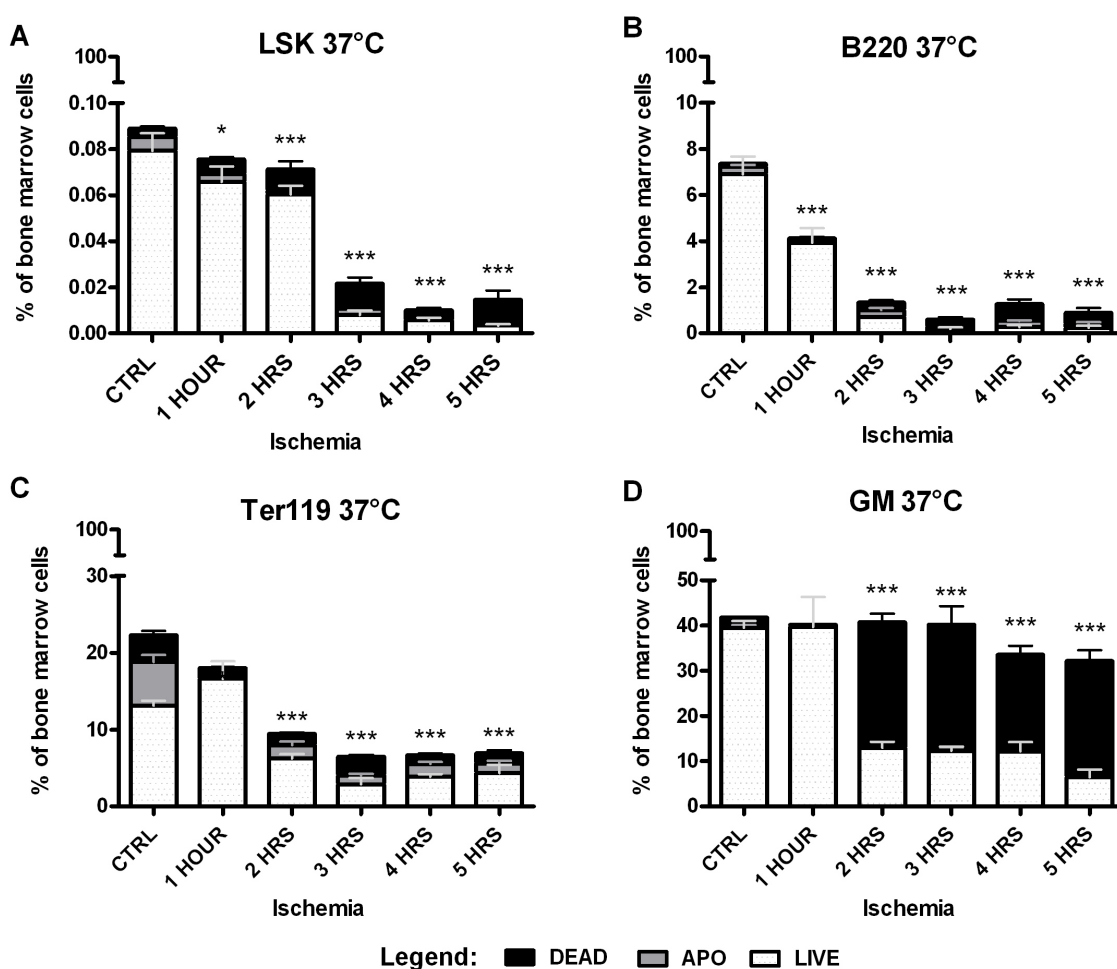 A
LSK 37°C
100
0.10
0.08
0.06
0.04
0.02
0.00
% of bone marrow cells
*
***
***
***
***
CTRL
1 HOUR
2 HRS
3 HRS
4 HRS
5 HRS
Ischemia
B
B220 37°C
100
10
8
6
4
2
0
% of bone marrow cells
***
***
***
***
***
CTRL
1 HOUR
2 HRS
3 HRS
4 HRS
5 HRS
Ischemia
C
Ter119 37°C
100
30
20
10
0
% of bone marrow cells
***
***
***
***
CTRL
1 HOUR
2 HRS
3 HRS
4 HRS
5 HRS
Ischemia
D
GM 37°C
100
50
40
30
20
10
0
% of bone marrow cells
***
***
***
***
CTRL
1 HOUR
2 HRS
3 HRS
4 HRS
5 HRS
Ischemia
Legend: DEAD APO LIVE